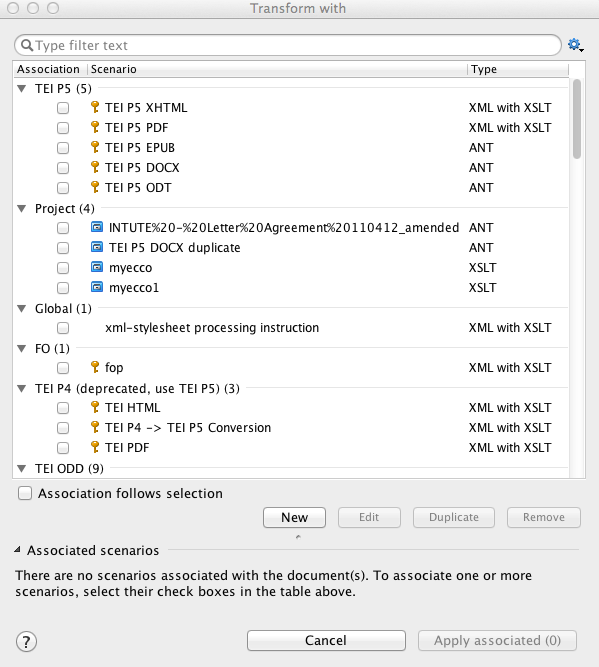 Transform with
Type filter text
Association Scenario Type
TEI P5 (5)
TEI P5 XHTML XML with XSLT
TEI P5 PDF XML with XSLT
TEI P5 EPUB ANT
TEI P5 DOCX ANT
TEI P5 ODT ANT
Project (4)
INTUTE%20-%20Letter%20Agreement%20110412_amended ANT
TEI P5 DOCX duplicate ANT
myecco XSLT
myecco1 XSLT
Global (1)
xml-stylesheet processing instruction XML with XSLT
FO (1)
fop XML with XSLT
TEI P4 (deprecated, use TEI P5) (3)
TEI HTML XML with XSLT
TEI P4 -> TEI P5 Conversion XML with XSLT
TEI PDF XML with XSLT
TEI ODD (9)
Association follows selection
New Edit Duplicate Remove
Associated scenarios
There are no scenarios associated with the document(s). To associate one or more
scenarios, select their check boxes in the table above.
? Cancel Apply associated (0)